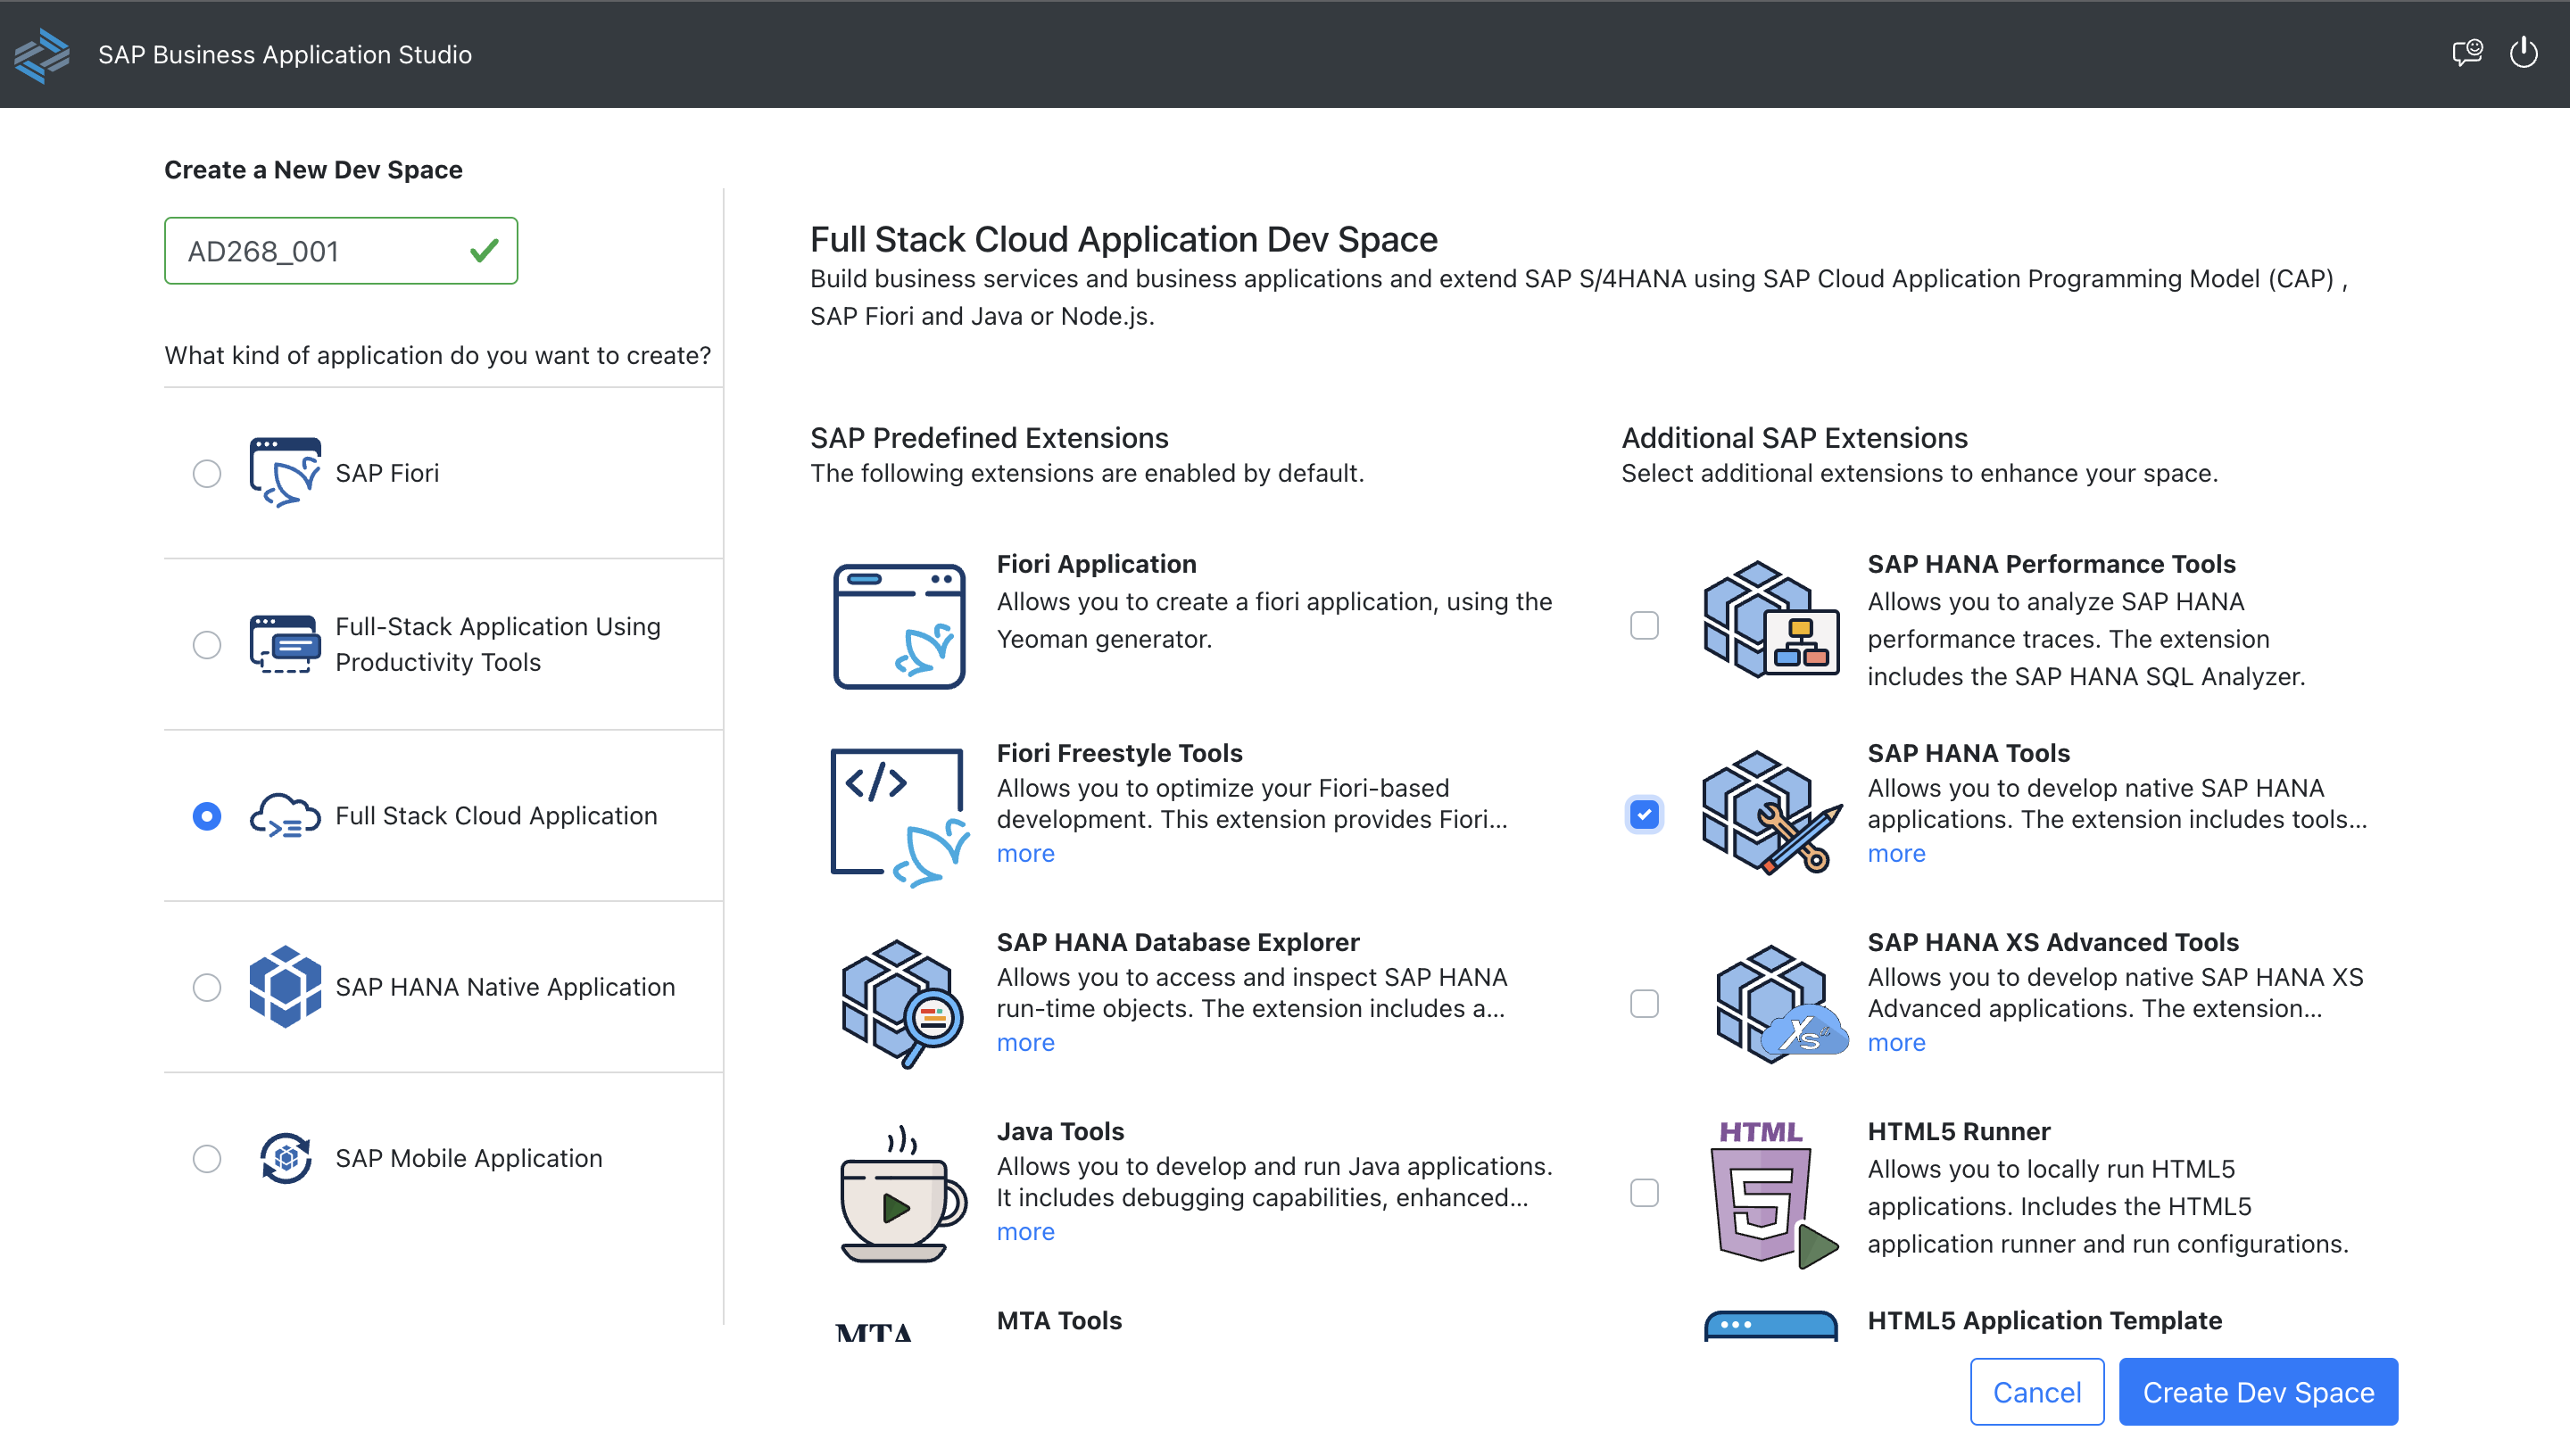 SAP Business Application Studio
Create a New Dev Space
AD268_001
What kind of application do you want to create?
SAP Fiori
Full-Stack Application Using
Productivity Tools
Full Stack Cloud Application
SAP HANA Native Application
SAP Mobile Application
Full Stack Cloud Application Dev Space
Build business services and business applications and extend SAP S/4HANA using SAP Cloud Application Programming Model (CAP) ,
SAP Fiori and Java or Node.js.
SAP Predefined Extensions
The following extensions are enabled by default.
Fiori Application
Allows you to create a fiori application, using the
Yeoman generator.
Fiori Freestyle Tools
Allows you to optimize your Fiori-based
development. This extension provides Fiori...
more
SAP HANA Database Explorer
Allows you to access and inspect SAP HANA
run-time objects. The extension includes a...
more
Java Tools
Allows you to develop and run Java applications.
It includes debugging capabilities, enhanced...
more
MTA
MTA Tools
Additional SAP Extensions
Select additional extensions to enhance your space.
SAP HANA Performance Tools
Allows you to analyze SAP HANA
performance traces. The extension
includes the SAP HANA SQL Analyzer.
SAP HANA Tools
Allows you to develop native SAP HANA
applications. The extension includes tools...
more
XS
SAP HANA XS Advanced Tools
Allows you to develop native SAP HANA XS
Advanced applications. The extension...
more
HTML
5
HTML5 Runner
Allows you to locally run HTML5
applications. Includes the HTML5
application runner and run configurations.
HTML5 Application Template
Cancel
Create Dev Space